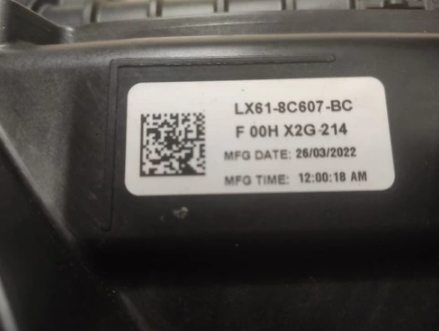 LX61-8C607-BC
F 00H X2G 214
MFG DATE: 26/03/2022
MFG TIME: 12:00:18 AM